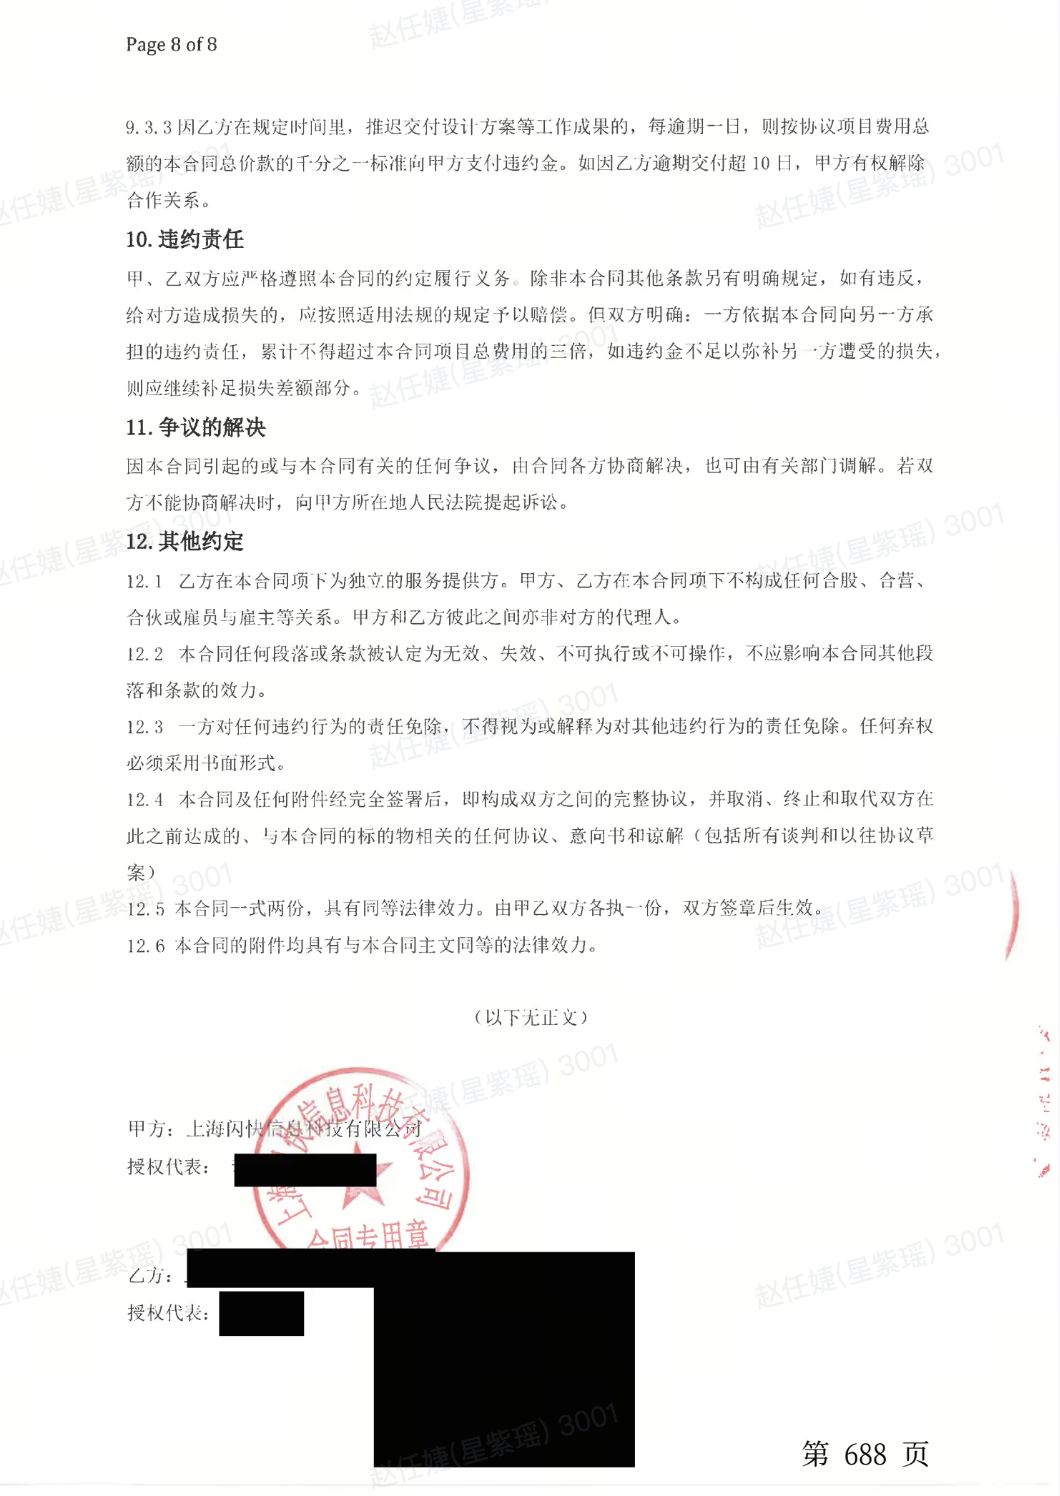 Page 8 of 8
9.3.3 因乙方在规定时间里，推迟交付设计方案等工作成果的，每逾期一日，则按协议项目费用总
额的本合同总价款的千分之一标准向甲方支付违约金。如因乙方逾期交付超 10 日，甲方有权解除
合作关系。
10. 违约责任
甲、乙双方应严格遵照本合同的约定履行义务。除非本合同其他条款另有明确规定，如有违反，
给对方造成损失的，应按照适用法规的规定予以赔偿。但双方明确：一方依据本合同向另一方承
担的违约责任，累计不得超过本合同项目总费用的三倍，如违约金不足以弥补另一方遭受的损失，
则应继续补足损失差额部分。
11. 争议的解决
因本合同引起的或与本合同有关的任何争议，由合同各方协商解决，也可由有关部门调解。若双
方不能协商解决时，向甲方所在地人民法院提起诉讼。
12. 其他约定
12.1 乙方在本合同项下为独立的服务提供方。甲方、乙方在本合同项下不构成任何合股、合营、
合伙或雇员与雇主等关系。甲方和乙方彼此之间亦非对方的代理人。
12.2 本合同任何段落或条款被认定为无效、失效、不可执行或不可操作，不应影响本合同其他段
落和条款的效力。
12.3 一方对任何违约行为的责任免除，不得视为或解释为对其他违约行为的责任免除。任何弃权
必须采用书面形式。
12.4 本合同及任何附件经完全签署后，即构成双方之间的完整协议，并取消、终止和取代双方在
此之前达成的、与本合同的标的物相关的任何协议、意向书和谅解（包括所有谈判和以往协议草
案）
12.5 本合同一式两份，具有同等法律效力。由甲乙双方各执一份，双方签章后生效。
12.6 本合同的附件均具有与本合同主文同等的法律效力。
（以下无正文）
甲方：上海闪快信息科技有限公司
授权代表：
合同专用章
乙方：
授权代表：
第 688 页
赵任婕(星紫瑶) 3001